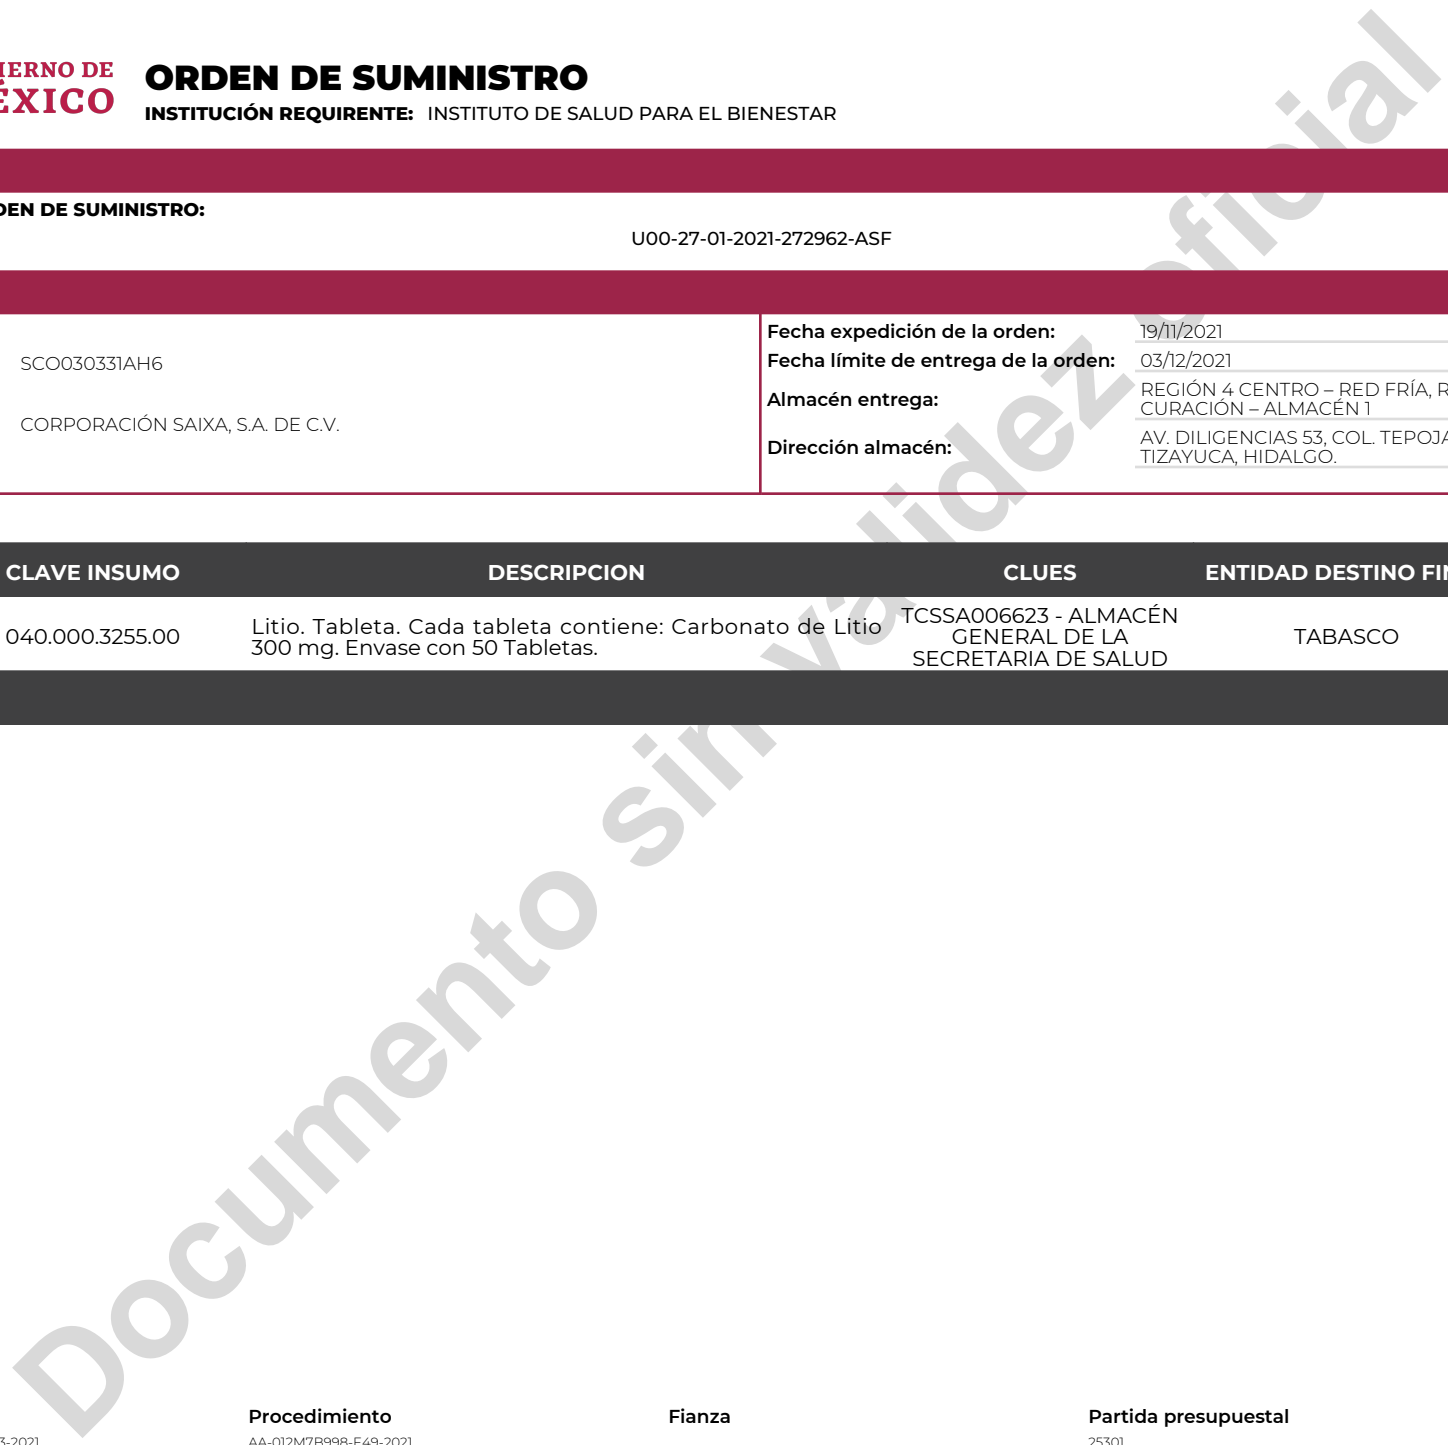 IERNO DE
ÉXICO
ORDEN DE SUMINISTRO
INSTITUCIÓN REQUIRENTE: INSTITUTO DE SALUD PARA EL BIENESTAR
DEN DE SUMINISTRO:
U00-27-01-2021-272962-ASF
SCO030331AH6
CORPORACIÓN SAIXA, S.A. DE C.V.
Fecha expedición de la orden: 19/11/2021
Fecha límite de entrega de la orden: 03/12/2021
Almacén entrega: REGIÓN 4 CENTRO – RED FRÍA, R
CURACIÓN – ALMACÉN 1
Dirección almacén: AV. DILIGENCIAS 53, COL. TEPOJA
TIZAYUCA, HIDALGO.
CLAVE INSUMO DESCRIPCION CLUES ENTIDAD DESTINO FIN
040.000.3255.00
Litio. Tableta. Cada tableta contiene: Carbonato de Litio
300 mg. Envase con 50 Tabletas.
TCSSA006623 - ALMACÉN
GENERAL DE LA
SECRETARIA DE SALUD
TABASCO
Documento sin validez oficial
Procedimiento Fianza Partida presupuestal
3-2021 AA-012M7B998-E49-2021 25301